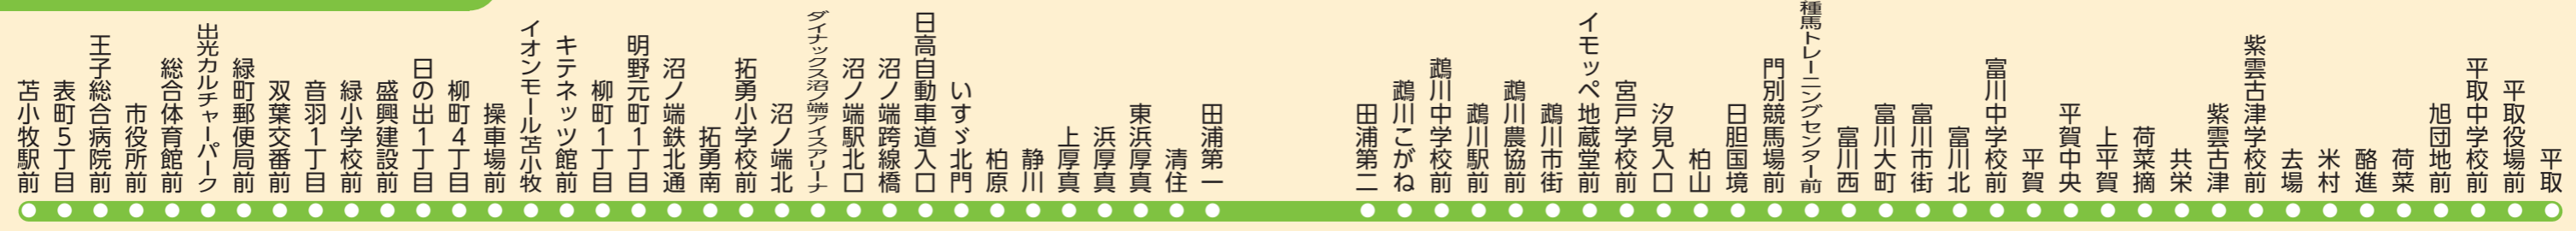 苫小牧駅前
表町５丁目
王子総合病院前
市役所前
総合体育館前
出光カルチャーパーク
緑町郵便局前
双葉交番前
音羽１丁目
緑小学校前
盛興建設前
日の出１丁目
柳町４丁目
操車場前
イオンモール苫小牧
キテネッツ館前
柳町１丁目
明野元町１丁目
沼ノ端鉄北通
拓勇南
拓勇小学校前
沼ノ端北
ダイナックス沼ノ端アイスアリーナ
沼ノ端駅北口
沼ノ端跨線橋
日高自動車道入口
いすゞ北門
柏原
静川
上厚真
浜厚真
東浜厚真
清住
田浦第一
田浦第二
鵡川こがね
鵡川中学校前
鵡川駅前
鵡川農協前
鵡川市街
イモッペ地蔵堂前
宮戸学校前
汐見入口
柏山
日胆国境
門別競馬場前
種馬トレーニングセンター前
富川西
富川大町
富川市街
富川北
富川中学校前
平賀
平賀中央
上平賀
荷菜摘
共栄
紫雲古津
紫雲古津学校前
去場
米村
酪進
荷菜
旭団地前
平取中学校前
平取役場前
平取